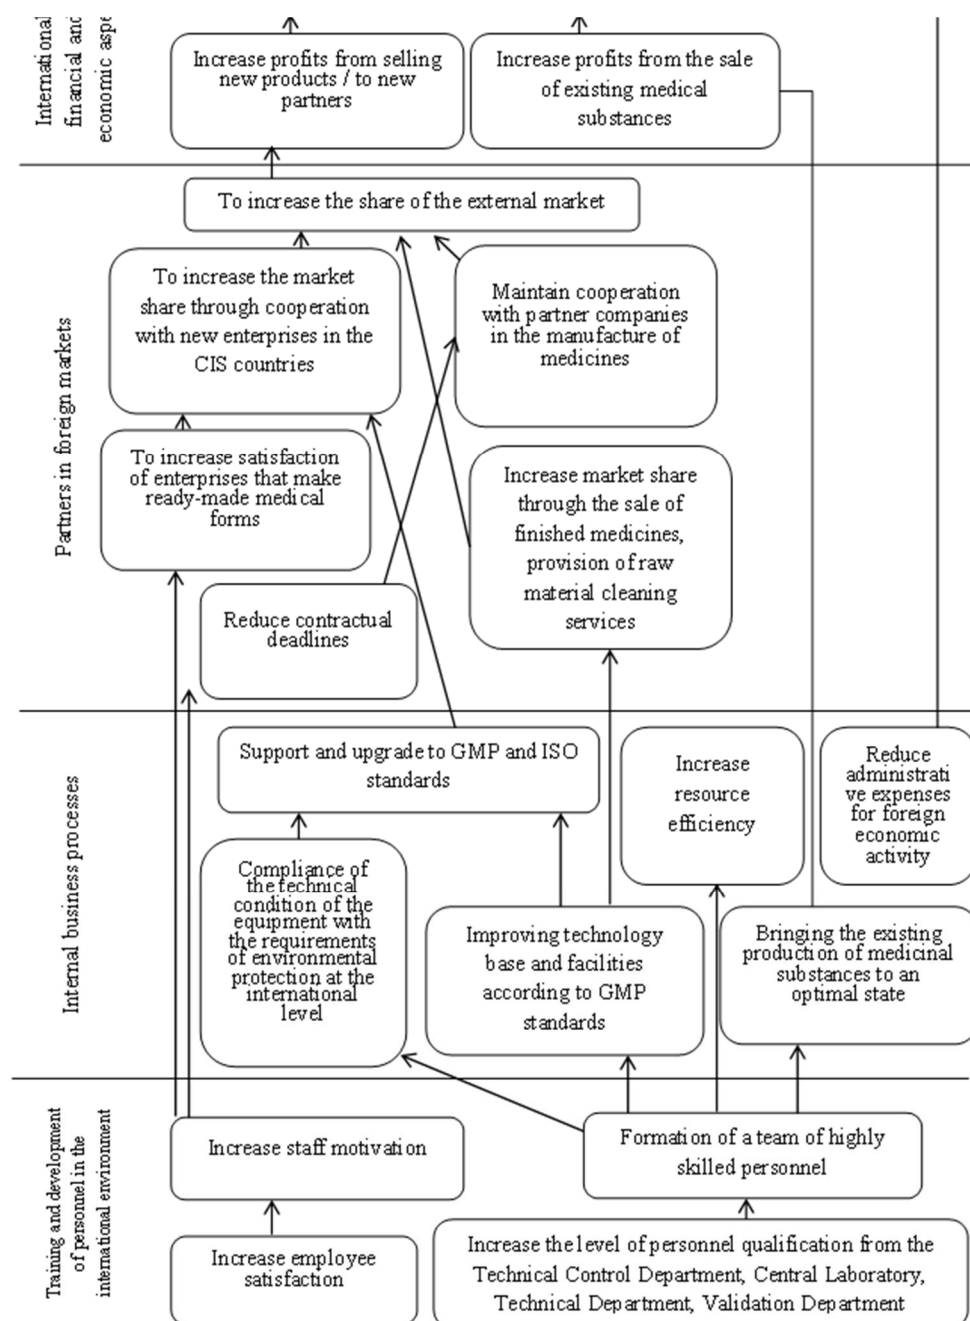 International
financial and
economic aspe
Increase profits from selling
new products / to new
partners
Increase profits from the sale
of existing medical
substances
Partners in foreign markets
To increase the share of the external market
To increase the market
share through cooperation
with new enterprises in the
CIS countries
Maintain cooperation
with partner companies
in the manufacture of
medicines
To increase satisfaction
of enterprises that make
ready-made medical
forms
Increase market share
through the sale of
finished medicines,
provision of raw
material cleaning
services
Reduce contractual
deadlines
Internal business processes
Support and upgrade to GMP and ISO
standards
Increase
resource
efficiency
Reduce
administrati
ve expenses
for foreign
economic
activity
Compliance of
the technical
condition of the
equipment with
the requirements
of environmental
protection at the
international
level
Improving technology
base and facilities
according to GMP
standards
Bringing the existing
production of medicinal
substances to an
optimal state
Training and development
of personnel in the
international environment
Increase staff motivation
Formation of a team of highly
skilled personnel
Increase employee
satisfaction
Increase the level of personnel qualification from the
Technical Control Department, Central Laboratory,
Technical Department, Validation Department